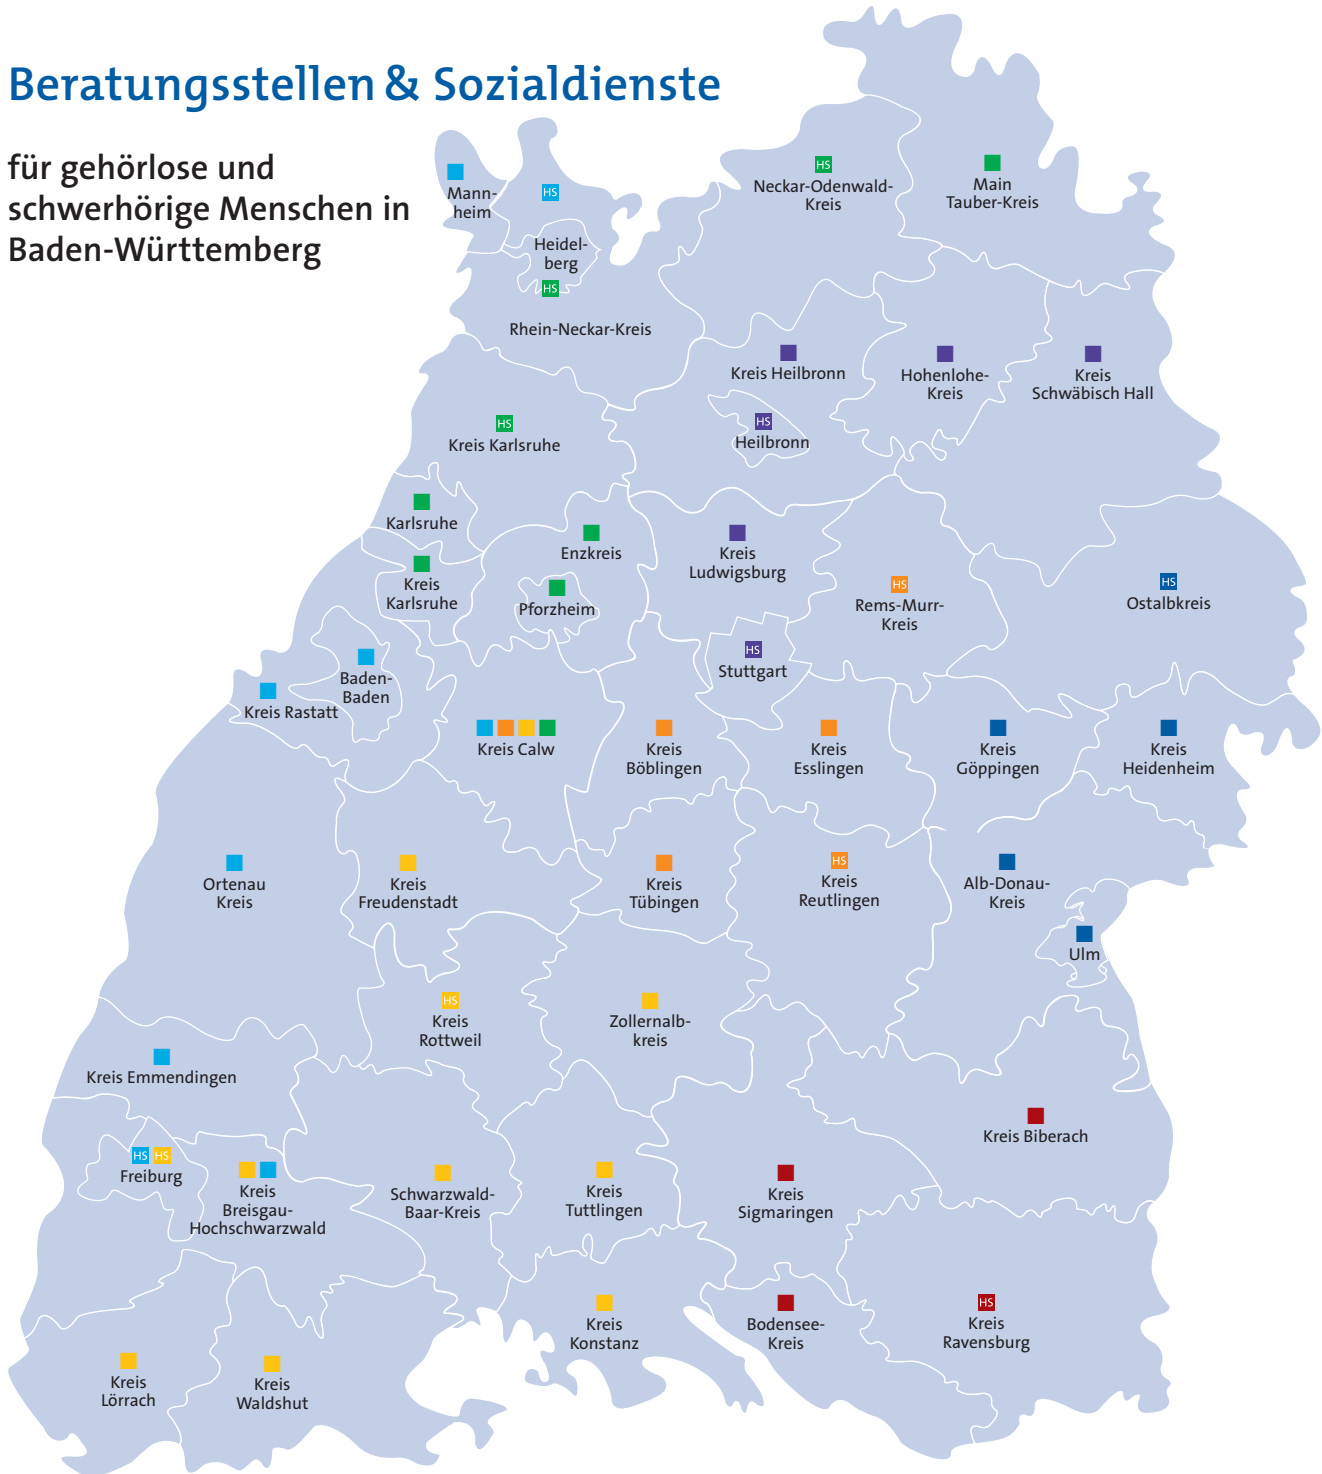 Beratungsstellen & Sozialdienste
für gehörlose und
schwerhörige Menschen in
Baden-Württemberg
HS
Neckar-Odenwald-
Kreis
Main
Tauber-Kreis
Mann-
heim
HS
Heidel-
berg
HS
Rhein-Neckar-Kreis
Kreis Heilbronn
Hohenlohe-
Kreis
Kreis
Schwäbisch Hall
HS
Kreis Karlsruhe
HS
Heilbronn
Karlsruhe
Enzkreis
Kreis
Ludwigsburg
Kreis
Karlsruhe
Pforzheim
HS
Rems-Murr-
Kreis
HS
Ostalbkreis
HS
Stuttgart
Baden-
Baden
Kreis Rastatt
Kreis Calw
Kreis
Böblingen
Kreis
Esslingen
Kreis
Göppingen
Kreis
Heidenheim
Ortenau
Kreis
Kreis
Freudenstadt
Kreis
Tübingen
HS
Kreis
Reutlingen
Alb-Donau-
Kreis
Ulm
HS
Kreis
Rottweil
Zollernalb-
kreis
Kreis Emmendingen
Kreis Biberach
HS HS
Freiburg
Kreis
Breisgau-
Hochschwarzwald
Schwarzwald-
Baar-Kreis
Kreis
Tuttlingen
Kreis
Sigmaringen
Kreis
Konstanz
Bodensee-
Kreis
HS
Kreis
Ravensburg
Kreis
Lörrach
Kreis
Waldshut